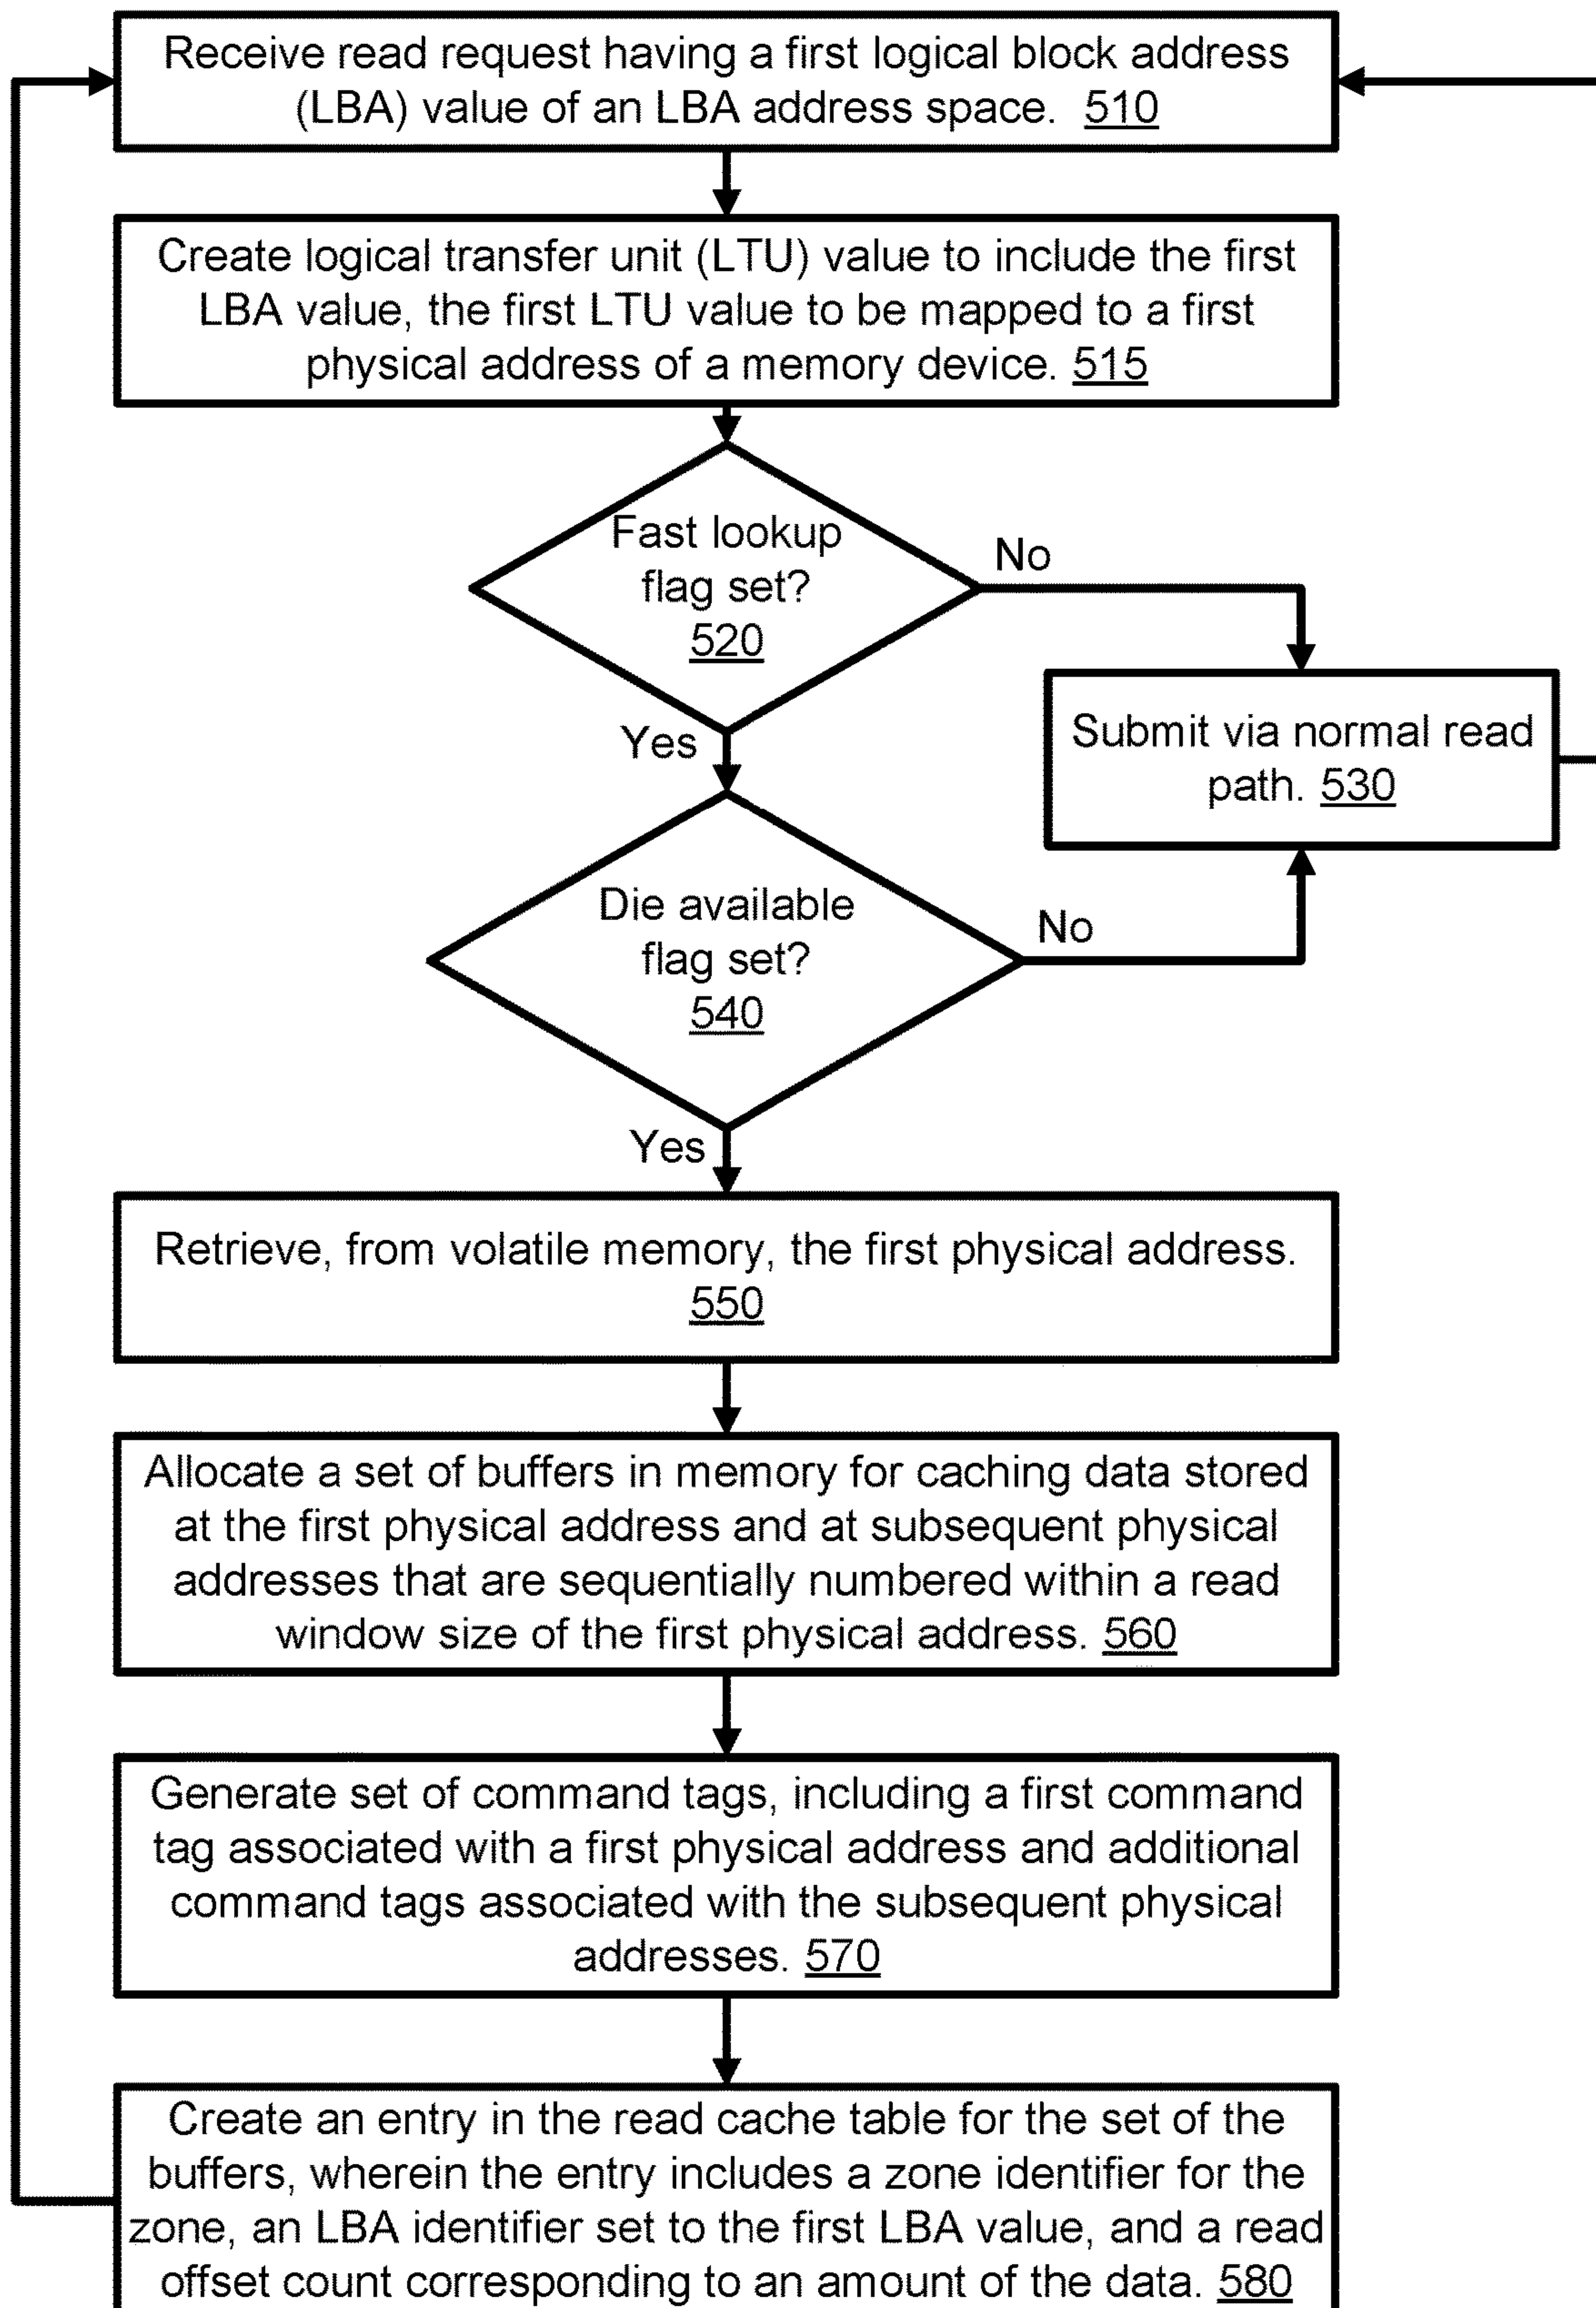 Receive read request having a first logical block address
(LBA) value of an LBA address space. 510
Create logical transfer unit (LTU) value to include the first
LBA value, the first LTU value to be mapped to a first
physical address of a memory device. 515
Fast lookup
flag set?
520
No
Yes
Submit via normal read
path. 530
Die available
flag set?
540
No
Yes
Retrieve, from volatile memory, the first physical address.
550
Allocate a set of buffers in memory for caching data stored
at the first physical address and at subsequent physical
addresses that are sequentially numbered within a read
window size of the first physical address. 560
Generate set of command tags, including a first command
tag associated with a first physical address and additional
command tags associated with the subsequent physical
addresses. 570
Create an entry in the read cache table for the set of the
buffers, wherein the entry includes a zone identifier for the
zone, an LBA identifier set to the first LBA value, and a read
offset count corresponding to an amount of the data. 580